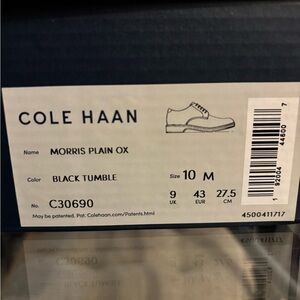 COLE HAAN
Name MORRIS PLAIN OX
Color BLACK TUMBLE
Size 10 M
No. C30690
9 43 27.5
UK EUR CM
May be patented. Pat: Colehaan.com/Patents.html
4500411717
C30690